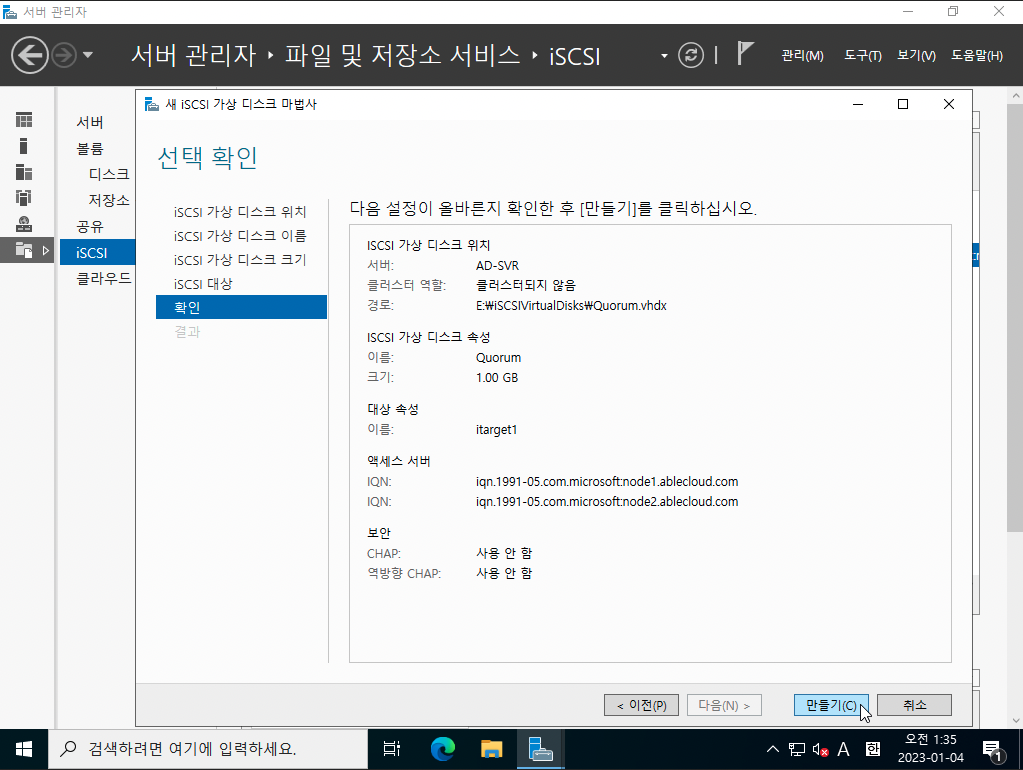 서버 관리자
서버 관리자 ‣ 파일 및 저장소 서비스 ‣ iSCSI
관리(M) 도구(T) 보기(V) 도움말(H)
서버
볼륨
디스크
저장소
공유
iSCSI
클라우드
새 iSCSI 가상 디스크 마법사
선택 확인
iSCSI 가상 디스크 위치
iSCSI 가상 디스크 이름
iSCSI 가상 디스크 크기
iSCSI 대상
확인
결과
다음 설정이 올바른지 확인한 후 [만들기]를 클릭하십시오.
ISCSI 가상 디스크 위치
서버: AD-SVR
클러스터 역할: 클러스터되지 않음
경로: E:₩iSCSIVirtualDisks₩Quorum.vhdx
ISCSI 가상 디스크 속성
이름: Quorum
크기: 1.00 GB
대상 속성
이름: itarget1
액세스 서버
IQN: iqn.1991-05.com.microsoft:node1.ablecloud.com
IQN: iqn.1991-05.com.microsoft:node2.ablecloud.com
보안
CHAP: 사용 안 함
역방향 CHAP: 사용 안 함
< 이전(P) 다음(N) > 만들기(C) 취소
검색하려면 여기에 입력하세요.
A 한 오전 1:35
2023-01-04
1